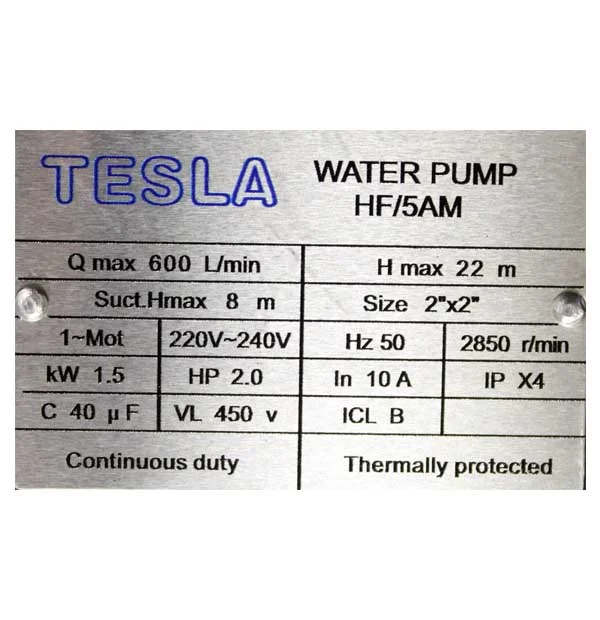 TESLA
WATER PUMP
HF/5AM
Q max 600 L/min
H max 22 m
Suct.Hmax 8 m
Size 2"x2"
1~Mot
220V~240V
Hz 50
2850 r/min
kW 1.5
HP 2.0
In 10 A
IP X4
C 40 µ F
VL 450 v
ICL B
Continuous duty
Thermally protected